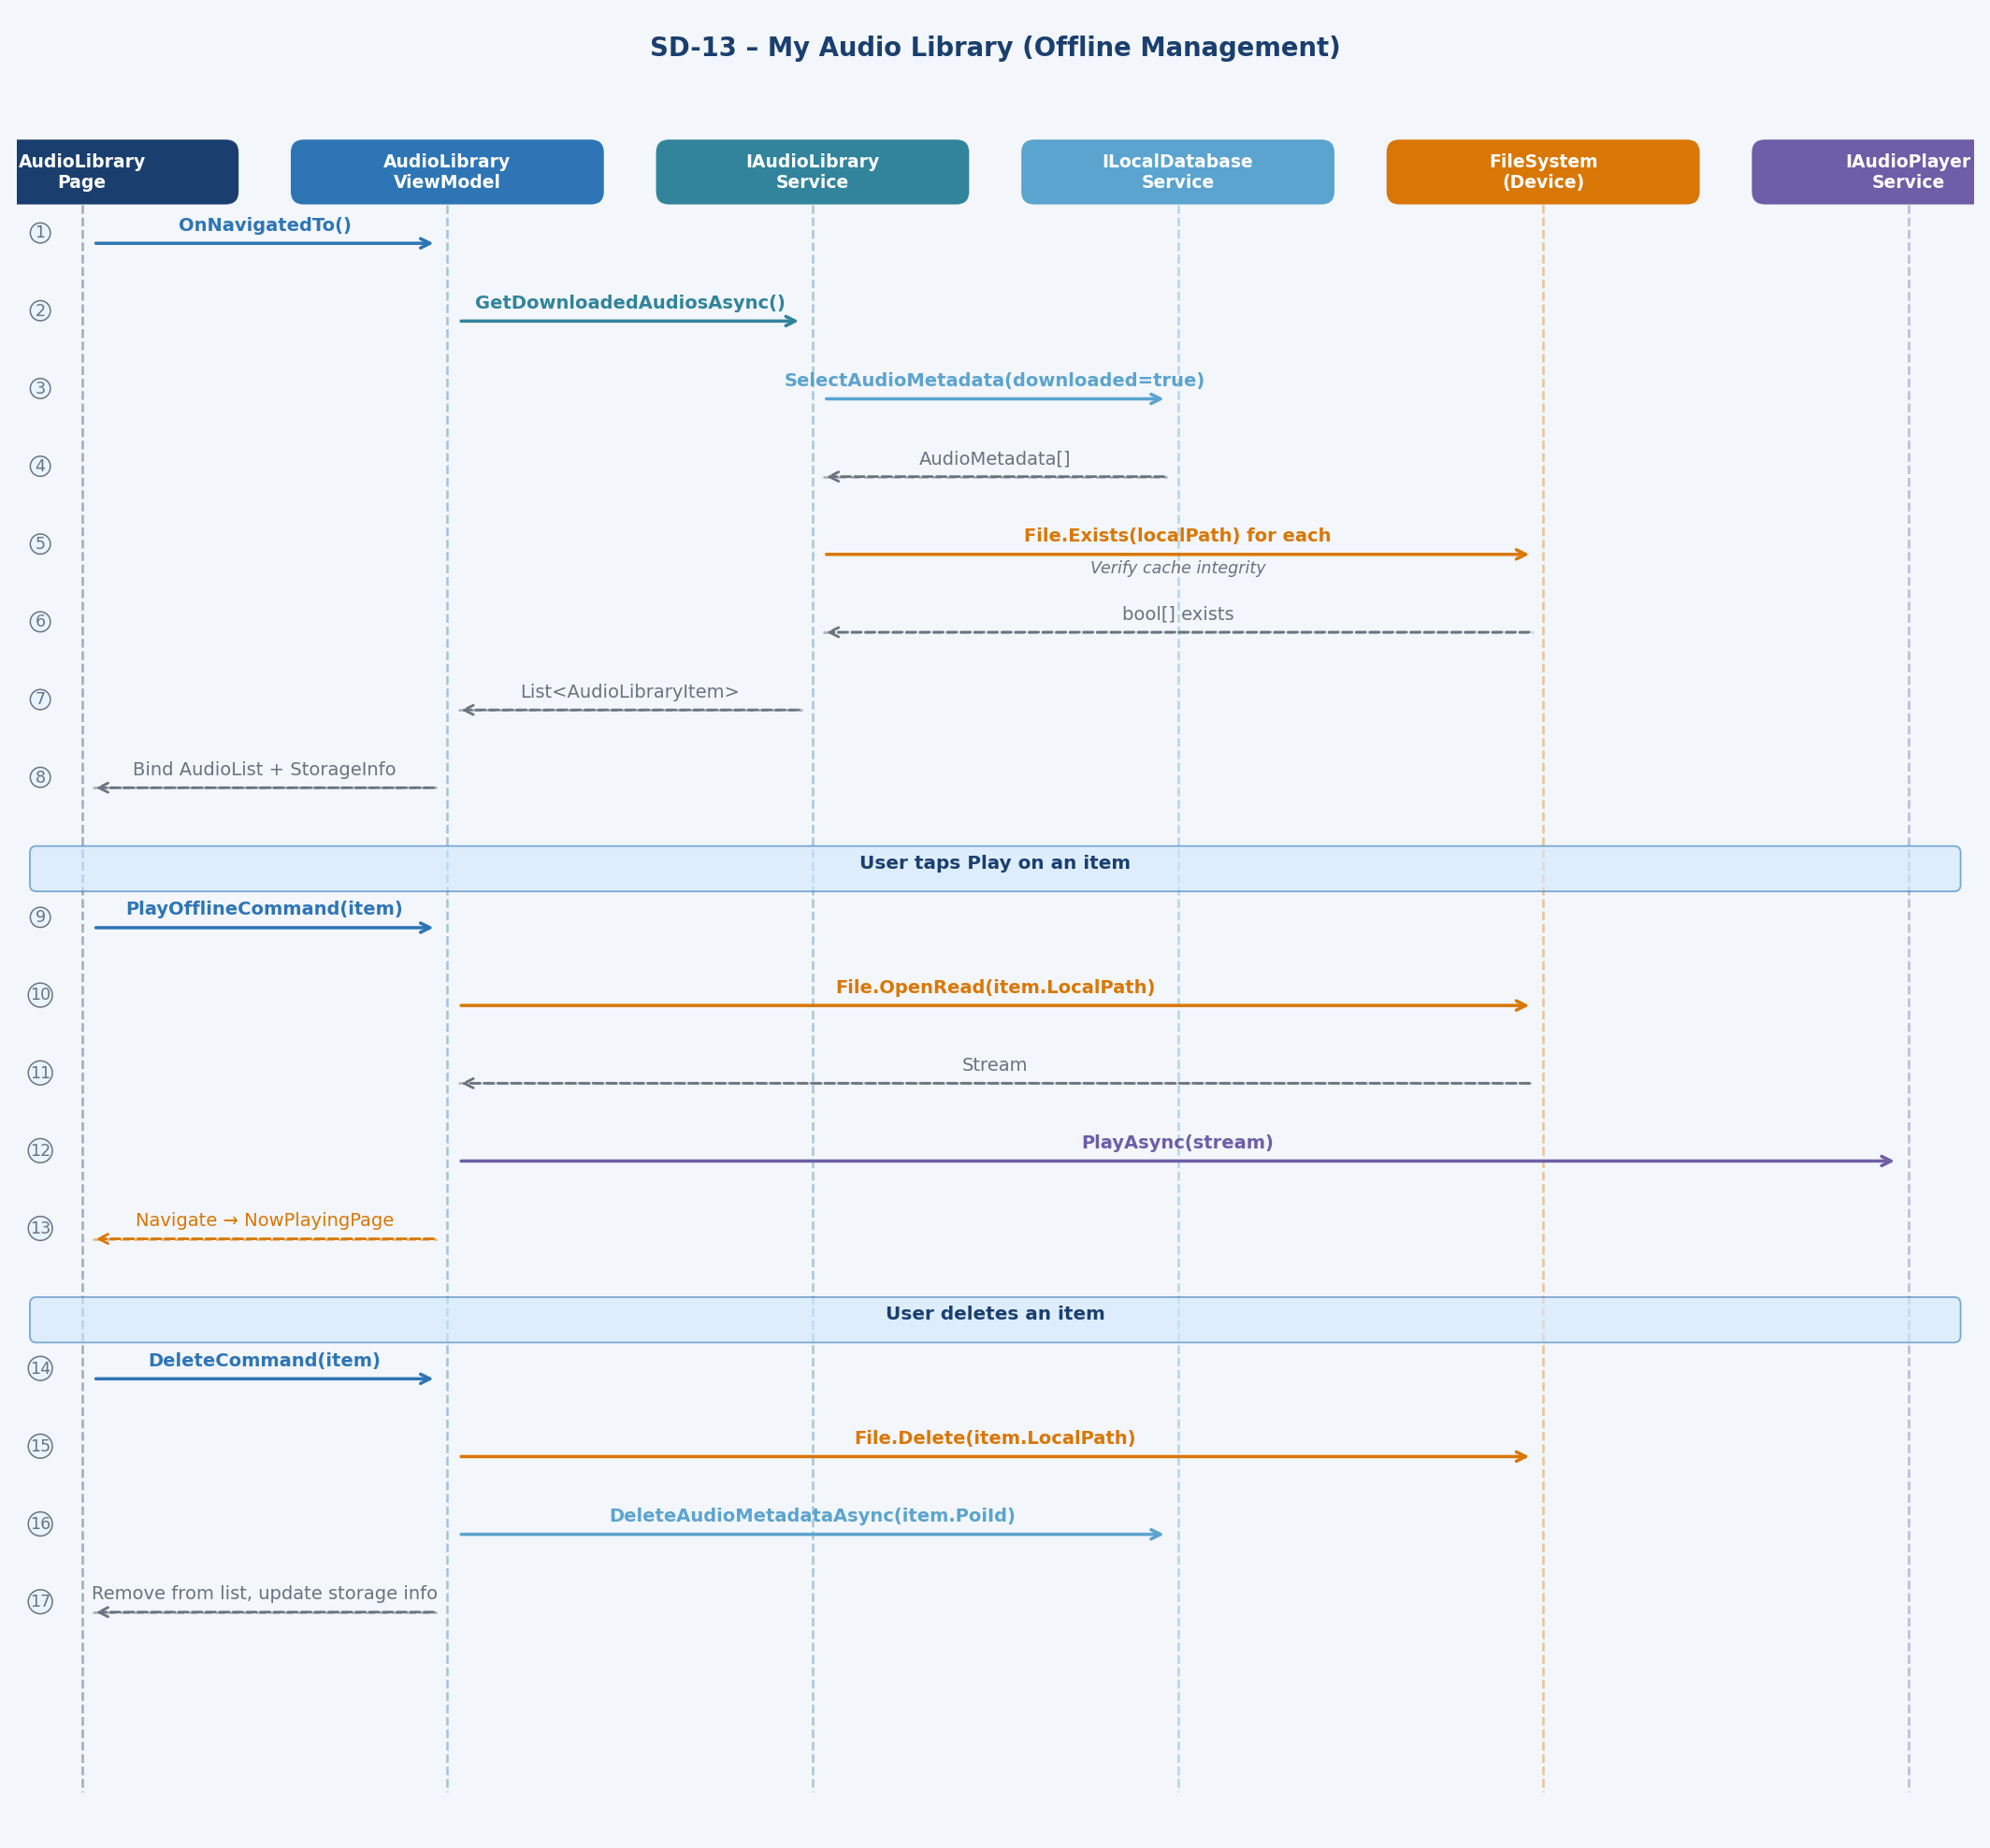 SD-13 – My Audio Library (Offline Management)
AudioLibrary
Page
AudioLibrary
ViewModel
IAudioLibrary
Service
ILocalDatabase
Service
FileSystem
(Device)
IAudioPlayer
Service
① OnNavigatedTo()
② GetDownloadedAudiosAsync()
③ SelectAudioMetadata(downloaded=true)
④ AudioMetadata[]
⑤ File.Exists(localPath) for each
Verify cache integrity
⑥ bool[] exists
⑦ List<AudioLibraryItem>
⑧ Bind AudioList + StorageInfo
User taps Play on an item
⑨ PlayOfflineCommand(item)
⑩ File.OpenRead(item.LocalPath)
⑪ Stream
⑫ PlayAsync(stream)
⑬ Navigate → NowPlayingPage
User deletes an item
⑭ DeleteCommand(item)
⑮ File.Delete(item.LocalPath)
⑯ DeleteAudioMetadataAsync(item.PoiId)
⑰ Remove from list, update storage info